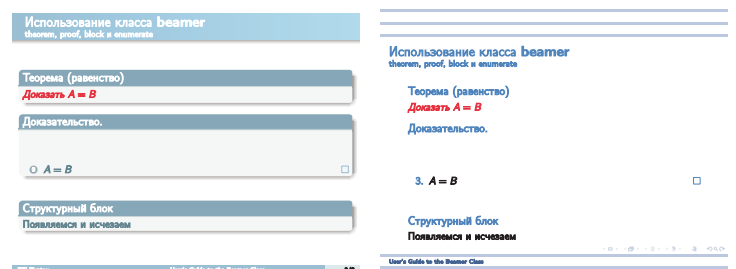 Использование класса beamer
theorem, proof, block и enumerate
Теорема (равенство)
Доказать A = B
Доказательство.
A = B
Структурный блок
Появляемся и исчезаем
Использование класса beamer
theorem, proof, block и enumerate
Теорема (равенство)
Доказать A = B
Доказательство.
3. A = B
Структурный блок
Появляемся и исчезаем
User's Guide to the Beamer Class